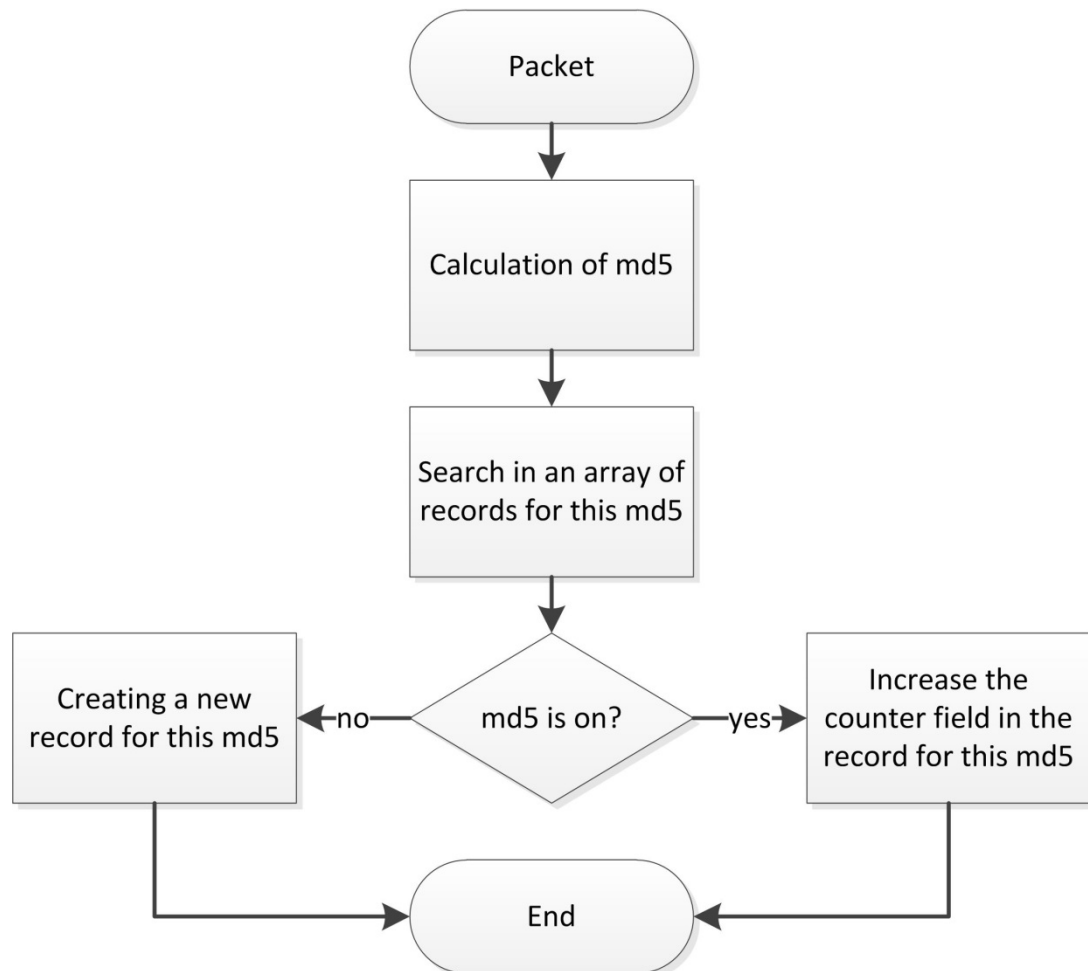 Packet
Calculation of md5
Search in an array of
records for this md5
md5 is on?
no
yes
Creating a new
record for this md5
Increase the
counter field in the
record for this md5
End